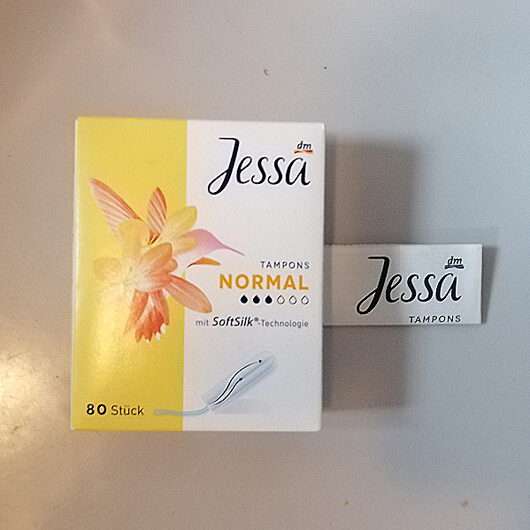 dm
Jessa
TAMPONS
NORMAL
mit SoftSilk®-Technologie
80 Stück
dm
Jessa
TAMPONS